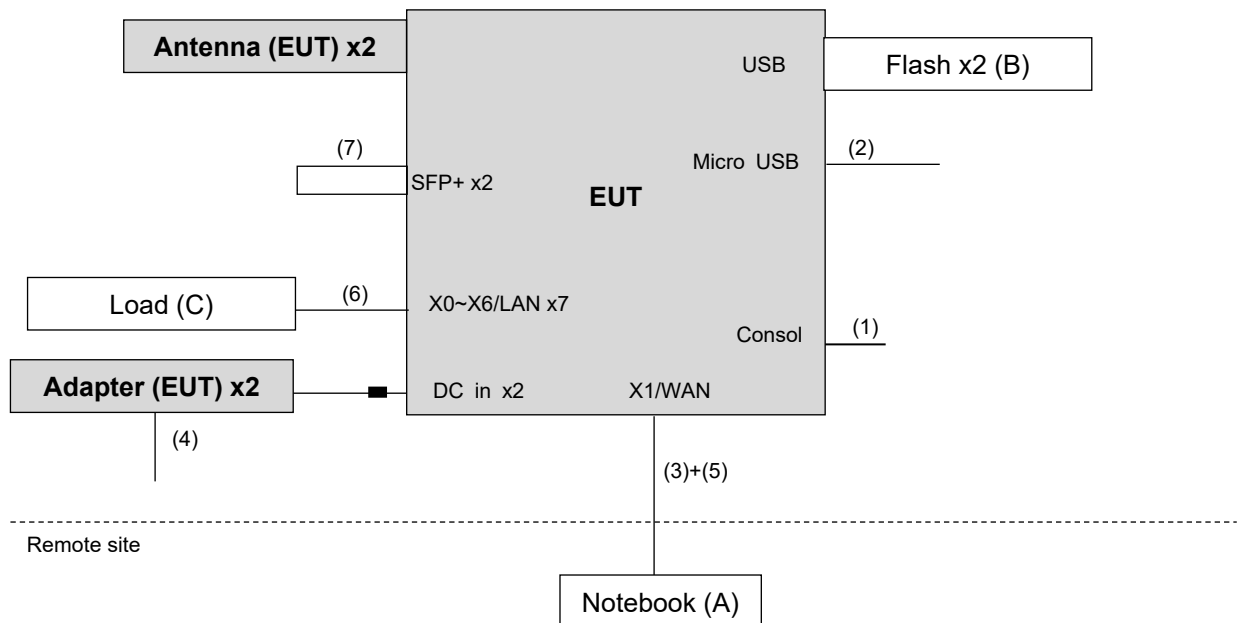 Antenna (EUT) x2
USB
Flash x2 (B)
(7)
Micro USB
(2)
SFP+ x2
EUT
Load (C)
(6)
X0~X6/LAN x7
Consol
(1)
Adapter (EUT) x2
DC in x2
X1/WAN
(4)
(3)+(5)
Remote site
Notebook (A)